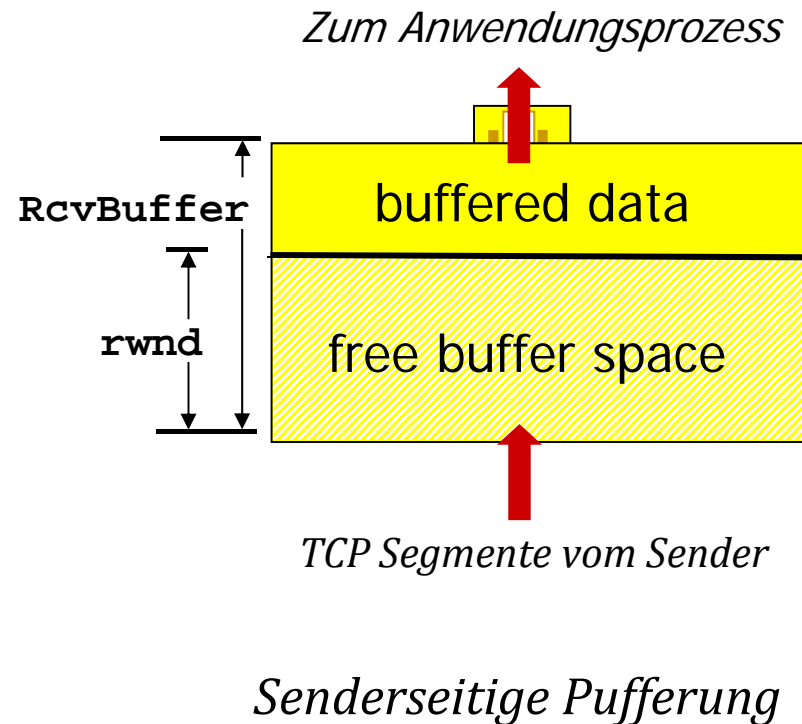 Zum Anwendungsprozess
RcvBuffer
buffered data
rwnd
free buffer space
TCP Segmente vom Sender
Senderseitige Pufferung